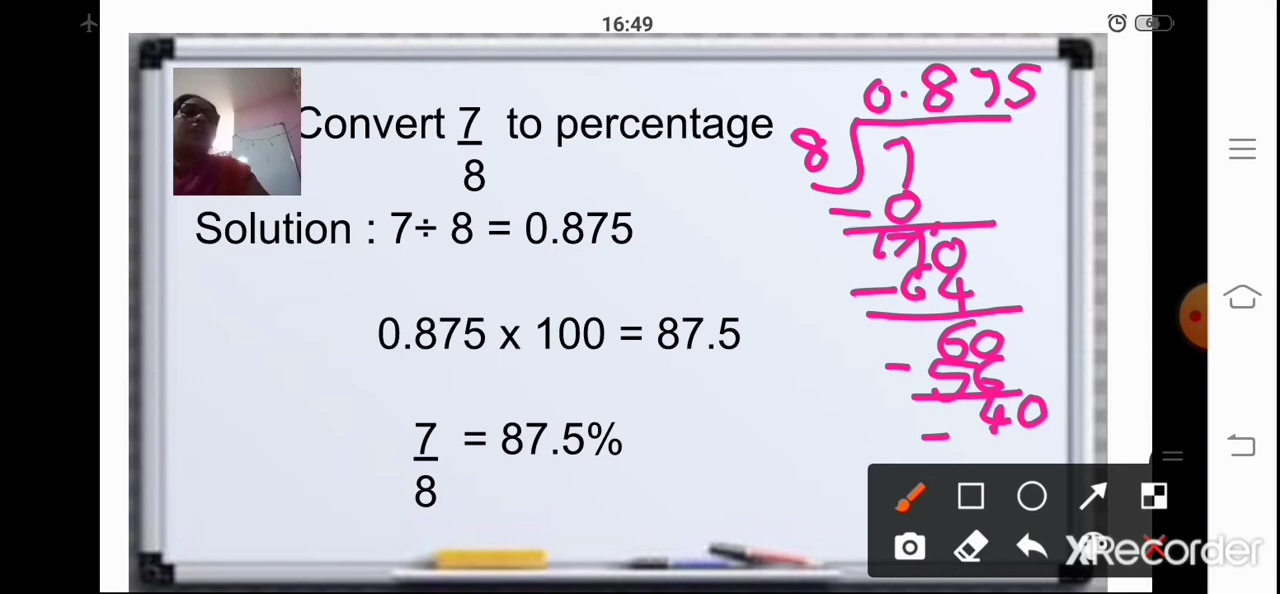 16:49
Convert 7/8 to percentage
Solution : 7÷ 8 = 0.875
0.875 x 100 = 87.5
7/8 = 87.5%
0.875
8 7
- 0
70
- 64
60
- 56
40
-
XRecorder